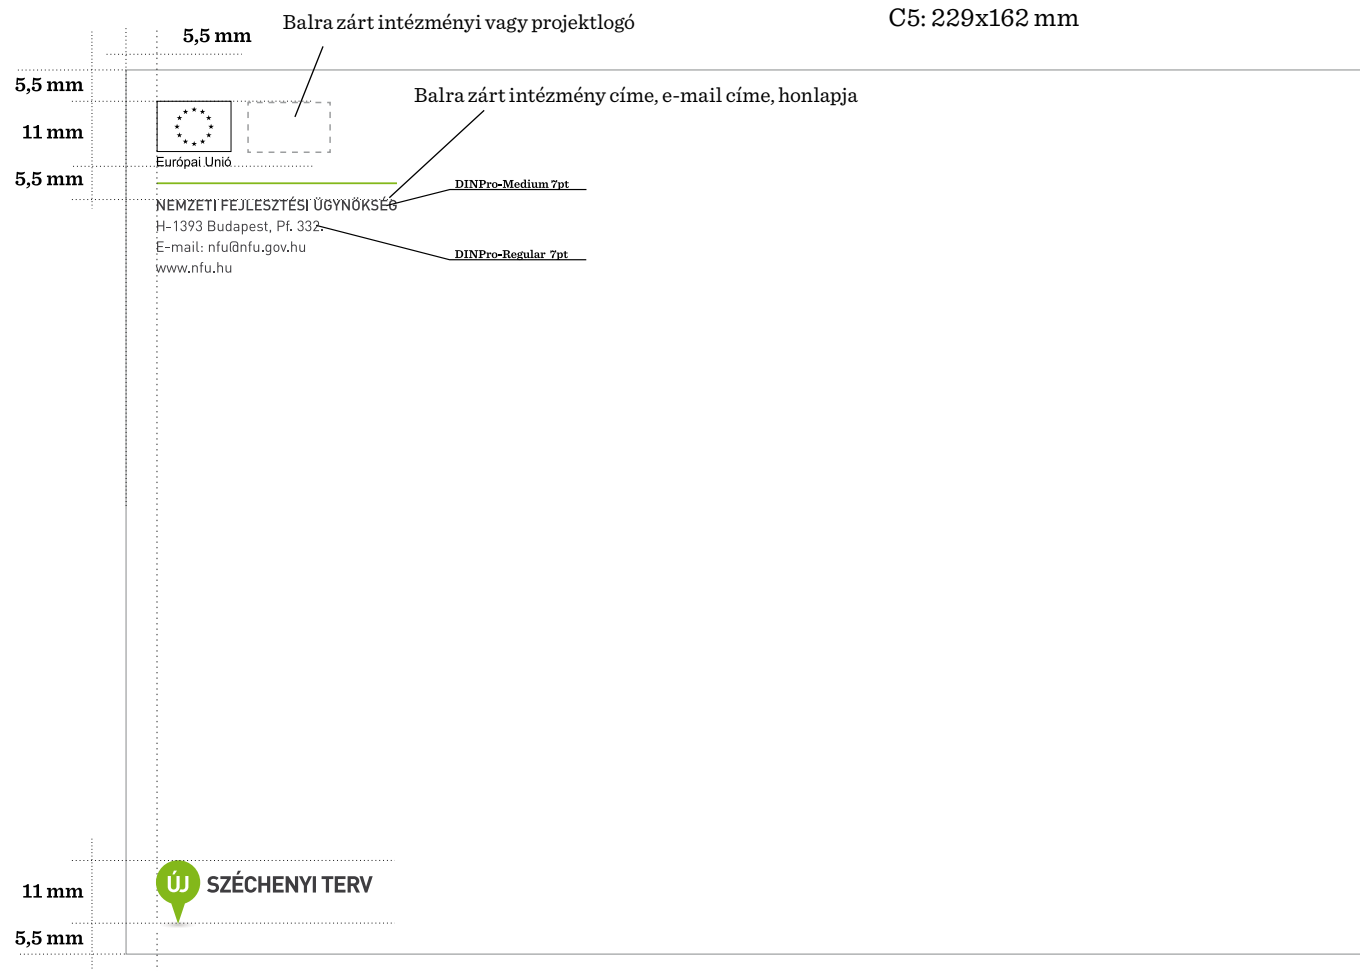 Balra zárt intézményi vagy projektlogó
C5: 229x162 mm
5,5 mm
5,5 mm
Balra zárt intézmény címe, e-mail címe, honlapja
11 mm
Európai Unió
5,5 mm
DINPro-Medium 7pt
NEMZETI FEJLESZTÉSI ÜGYNÖKSÉG
H-1393 Budapest, Pf. 332.
E-mail: nfu@nfu.gov.hu
DINPro-Regular 7pt
www.nfu.hu
11 mm
ÚJ SZÉCHENYI TERV
5,5 mm